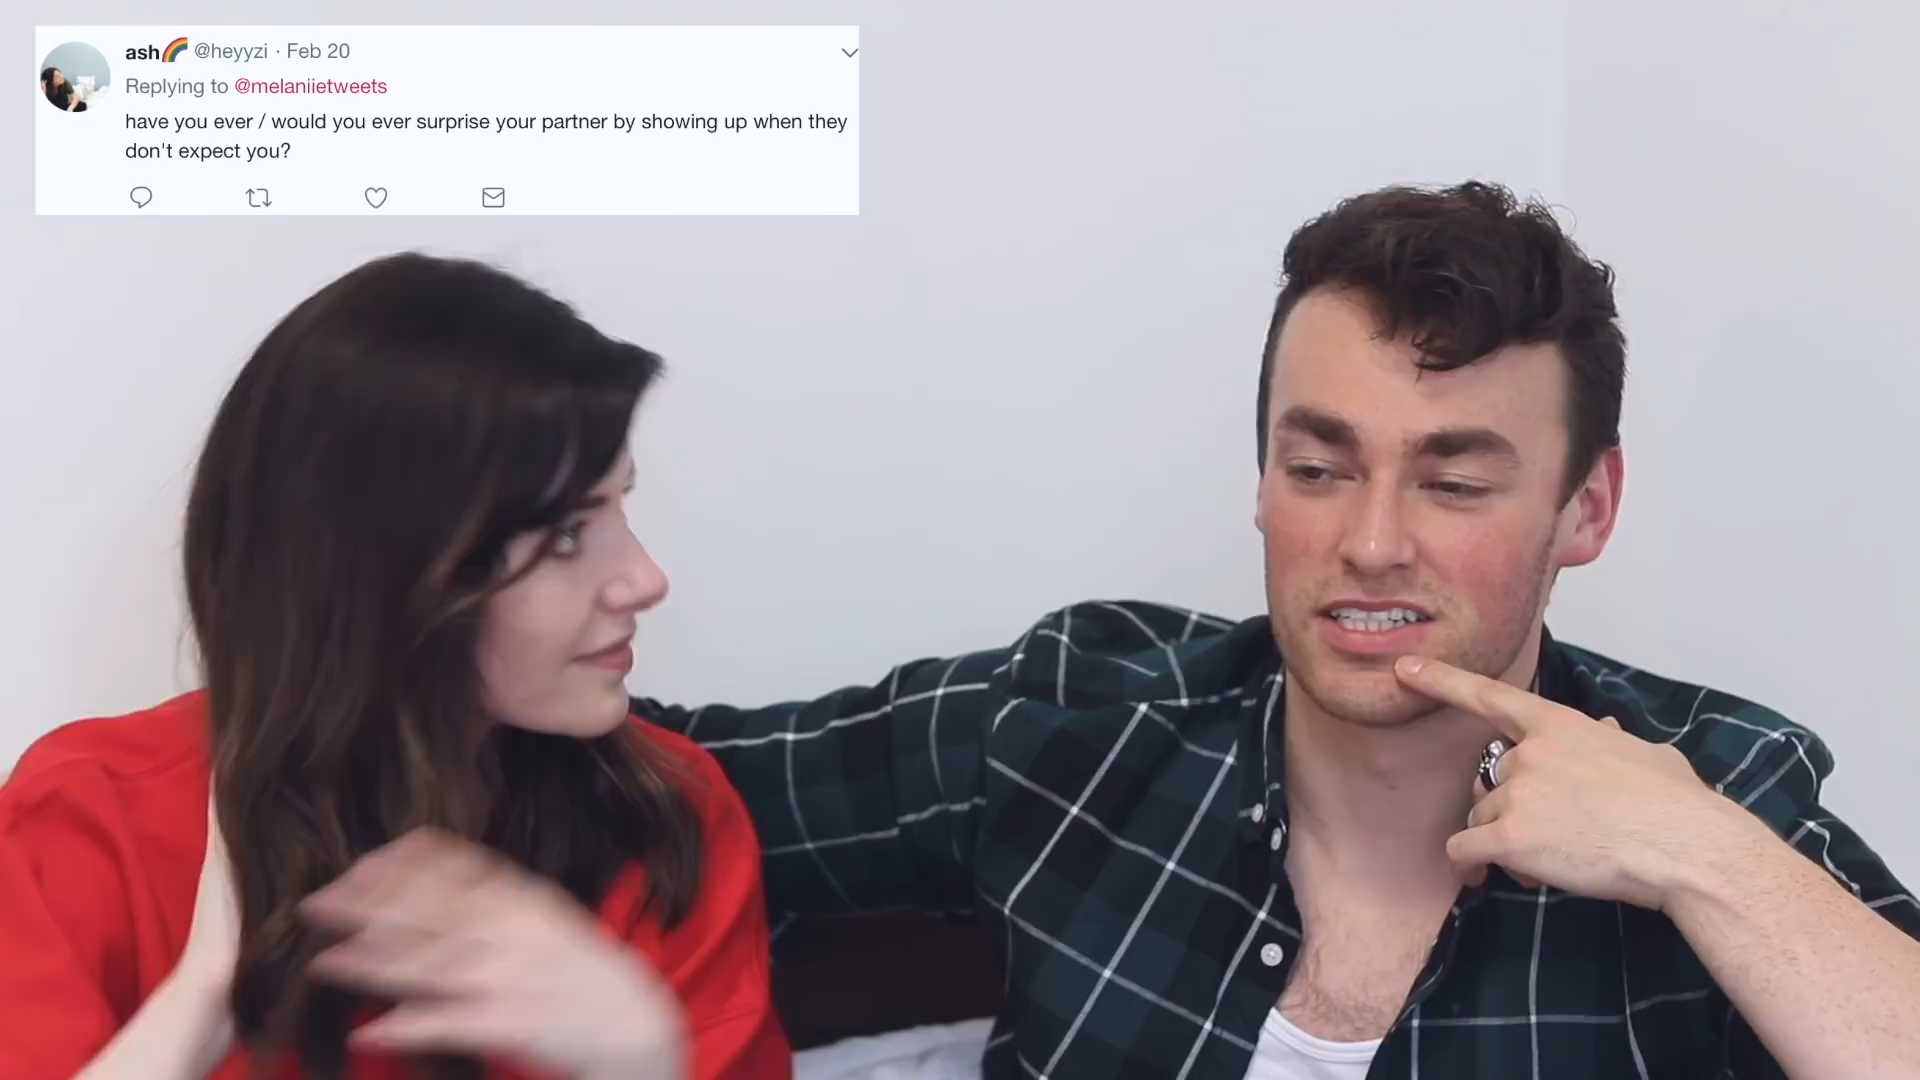 ash🌈 @heyyzi · Feb 20
Replying to @melaniietweets
have you ever / would you ever surprise your partner by showing up when they
don't expect you?